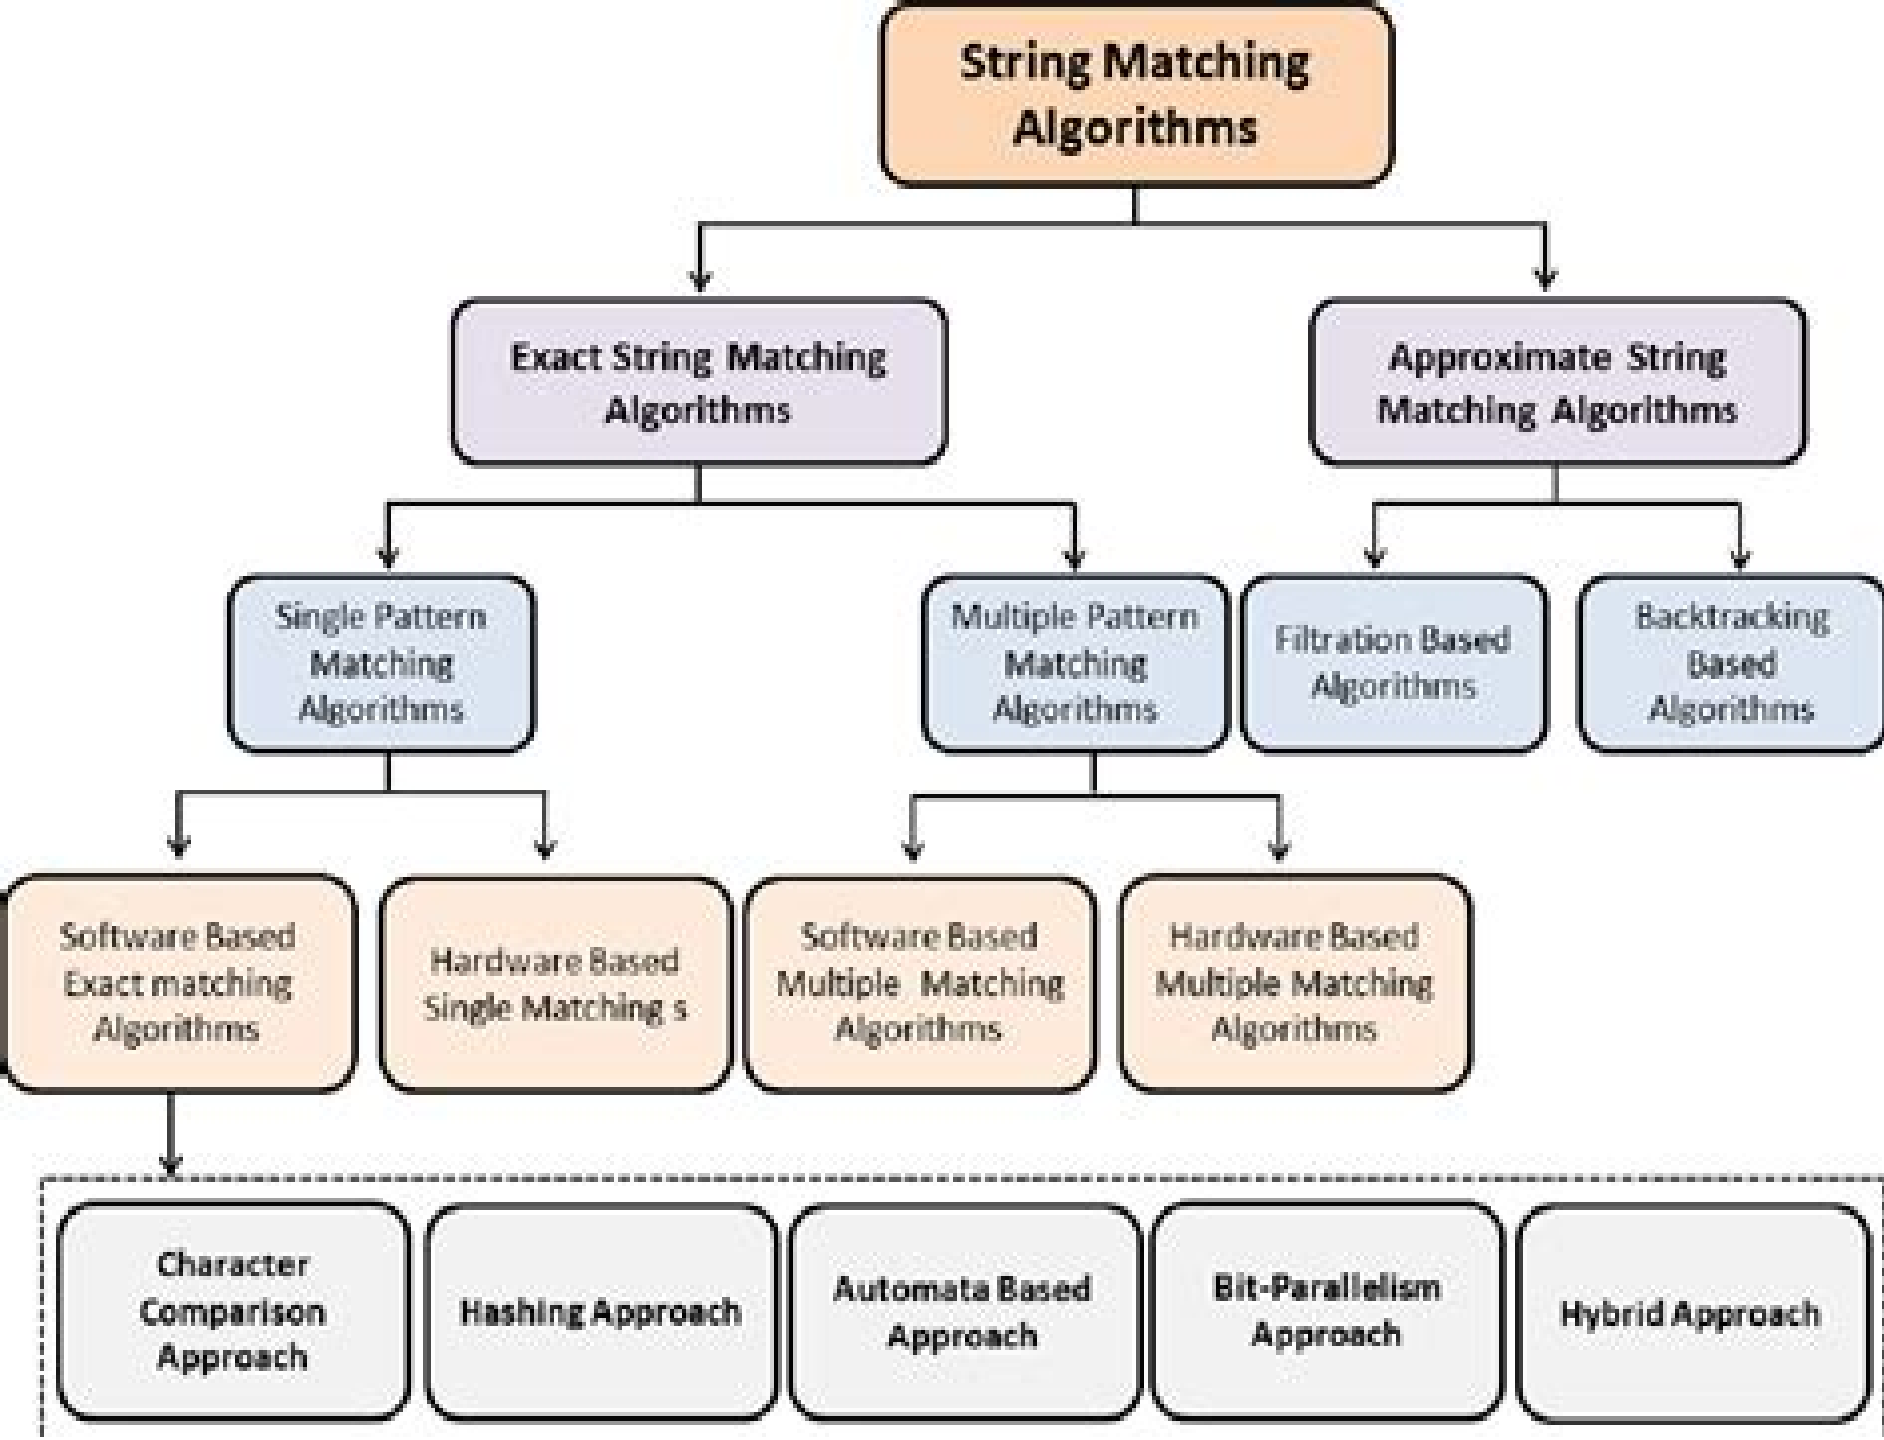 String Matching
Algorithms
Exact String Matching
Algorithms
Approximate String
Matching Algorithms
Single Pattern
Matching
Algorithms
Multiple Pattern
Matching
Algorithms
Filtration Based
Algorithms
Backtracking
Based
Algorithms
Software Based
Exact matching
Algorithms
Hardware Based
Single Matching s
Software Based
Multiple Matching
Algorithms
Hardware Based
Multiple Matching
Algorithms
Character
Comparison
Approach
Hashing Approach
Automata Based
Approach
Bit-Parallelism
Approach
Hybrid Approach